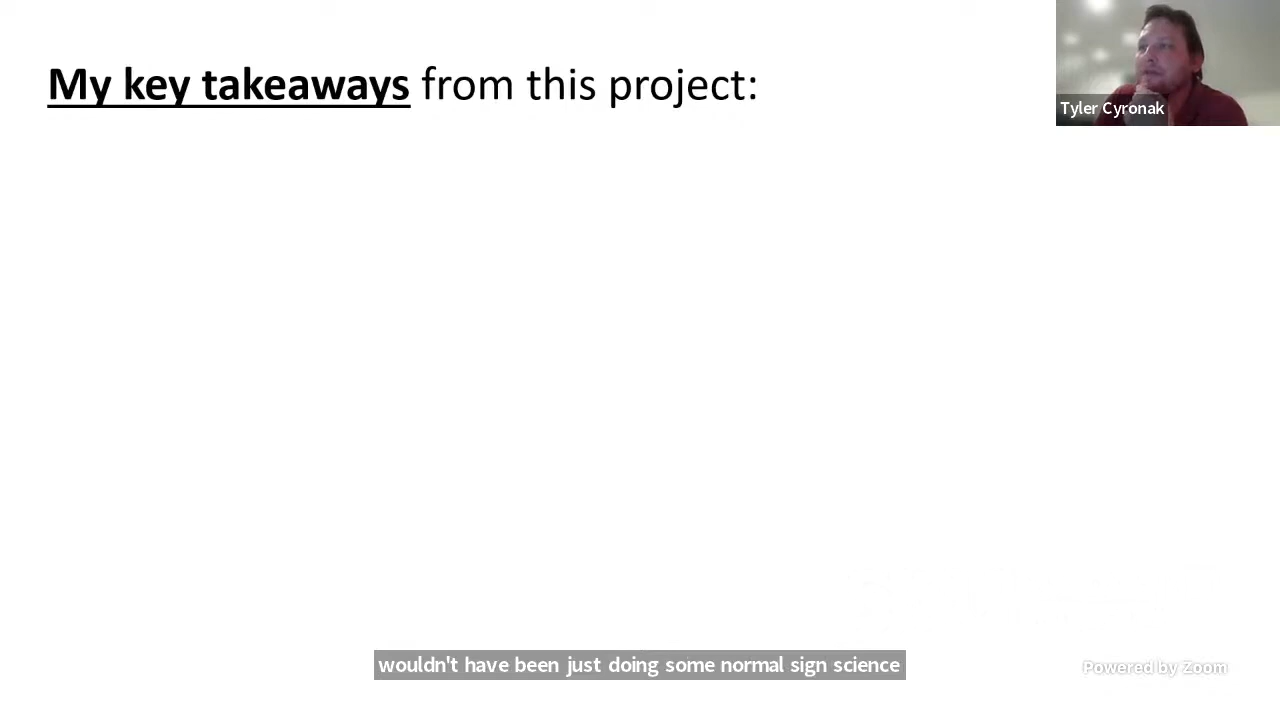 My key takeaways from this project:
Tyler Cyronak
wouldn't have been just doing some normal sign science
Powered by Zoom